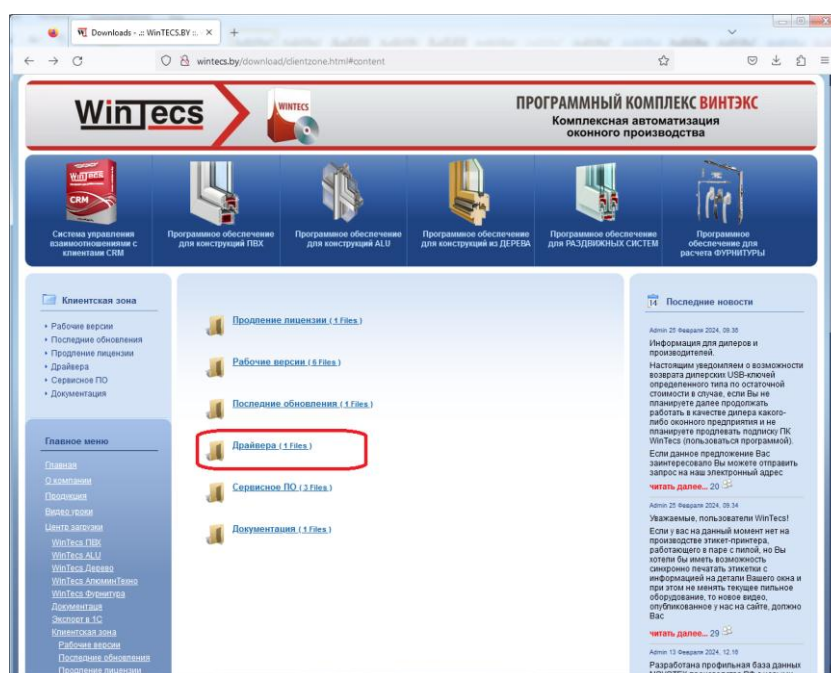 Downloads - .:: WinTECS.BY ::.
wintecs.by/download/clientzone.html#content
WinTecs
WINTECS
ПРОГРАММНЫЙ КОМПЛЕКС ВИНТЭКС
Комплексная автоматизация
оконного производства
WinTecs
CRM
Система управления
взаимоотношениями с
клиентами CRM
Программное обеспечение
для конструкций ПВХ
Программное обеспечение
для конструкций ALU
Программное обеспечение
для конструкций из ДЕРЕВА
Программное обеспечение
для РАЗДВИЖНЫХ СИСТЕМ
Программное
обеспечение для
расчета ФУРНИТУРЫ
Клиентская зона
Рабочие версии
Последние обновления
Продление лицензии
Драйвера
Сервисное ПО
Документация
Главное меню
Главная
О компании
Продукция
Видео уроки
Центр загрузки
WinTecs ПВХ
WinTecs ALU
WinTecs Дерево
WinTecs АлюминТехно
WinTecs Фурнитура
Документация
Экспорт в 1С
Клиентская зона
Рабочие версии
Последние обновления
Продление лицензии
Продление лицензии ( 1 Files )
Рабочие версии ( 6 Files )
Последние обновления ( 1 Files )
Драйвера ( 1 Files )
Сервисное ПО ( 3 Files )
Документация ( 1 Files )
14
Последние новости
Admin 25 Февраля 2024, 09.35
Информация для дилеров и
производителей.
Настоящим уведомляем о возможности
возврата дилерских USB-ключей
определенного типа по остаточной
стоимости в случае, если Вы не
планируете далее продолжать
работать в качестве дилера какого-
либо оконного предприятия и не
планируете продлевать подписку ПК
WinTecs (пользоваться программой).
Если данное предложение Вас
заинтересовало Вы можете отправить
запрос на наш электронный адрес
читать далее... 20
Admin 25 Февраля 2024, 09.34
Уважаемые, пользователи WinTecs!
Если у вас на данный момент нет на
производстве этикет-принтера,
работающего в паре с пилой, но Вы
хотели бы иметь возможность
синхронно печатать этикетки с
информацией на детали Вашего окна и
при этом не менять текущее пильное
оборудование, то новое видео,
опубликованное у нас на сайте, должно
Вас
читать далее... 29
Admin 13 Февраля 2024, 12.16
Разработана профильная база данных